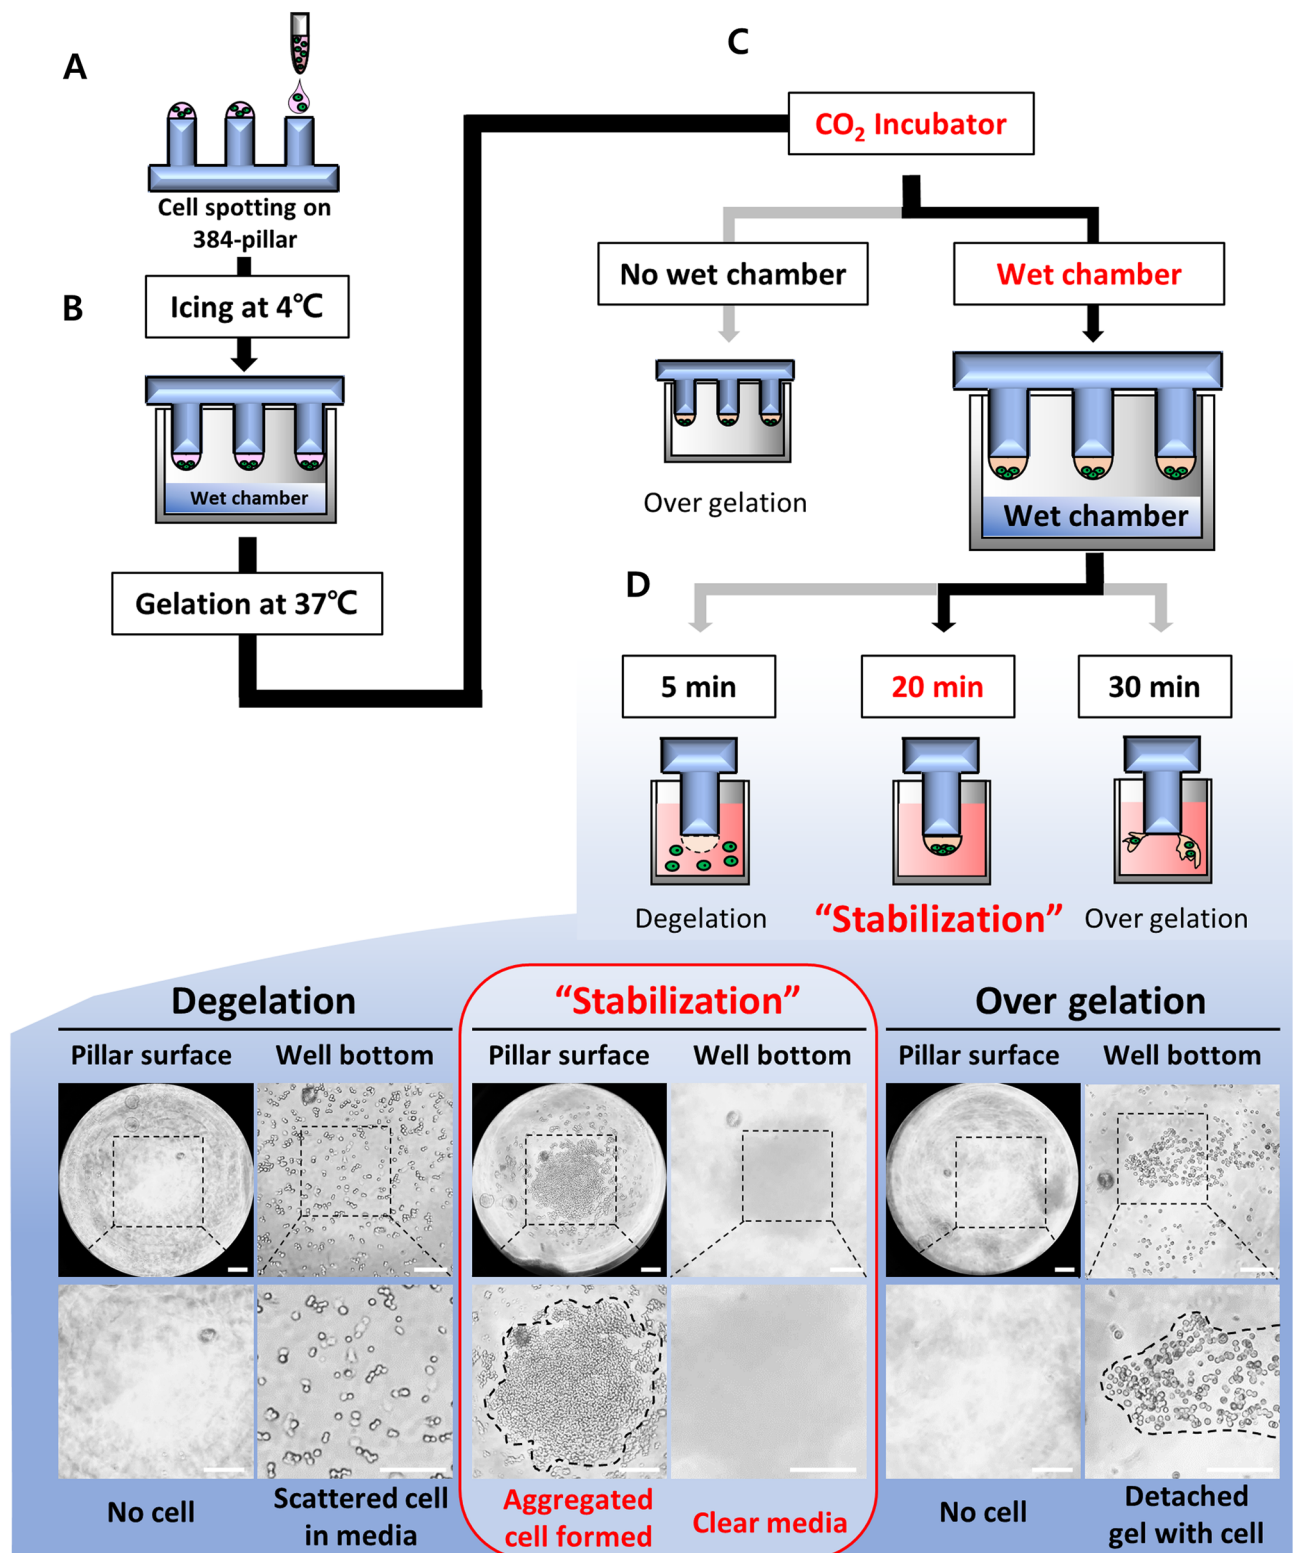 A
Cell spotting on
384-pillar
B
Icing at 4℃
Wet chamber
Gelation at 37℃
C
CO₂ Incubator
No wet chamber
Wet chamber
Over gelation
Wet chamber
D
5 min
20 min
30 min
Degelation
“Stabilization”
Over gelation
Degelation
“Stabilization”
Over gelation
Pillar surface
Well bottom
Pillar surface
Well bottom
Pillar surface
Well bottom
No cell
Scattered cell
in media
Aggregated
cell formed
Clear media
No cell
Detached
gel with cell